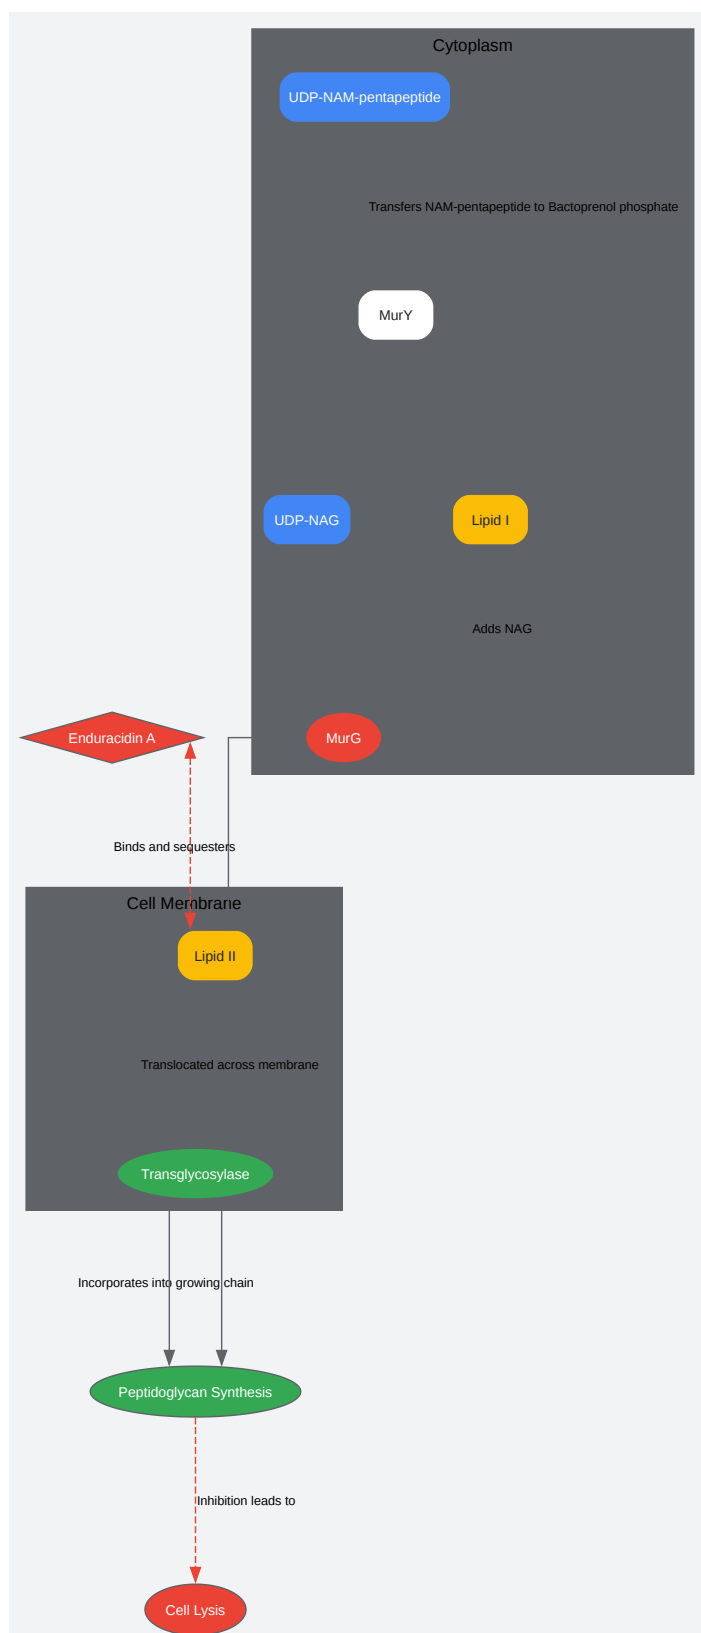 Cytoplasm
UDP-NAM-pentapeptide
Transfers NAM-pentapeptide to Bactoprenol phosphate
MurY
UDP-NAG
Lipid I
Adds NAG
Enduracidin A
MurG
Binds and sequesters
Cell Membrane
Lipid II
Translocated across membrane
Transglycosylase
Incorporates into growing chain
Peptidoglycan Synthesis
Inhibition leads to
Cell Lysis